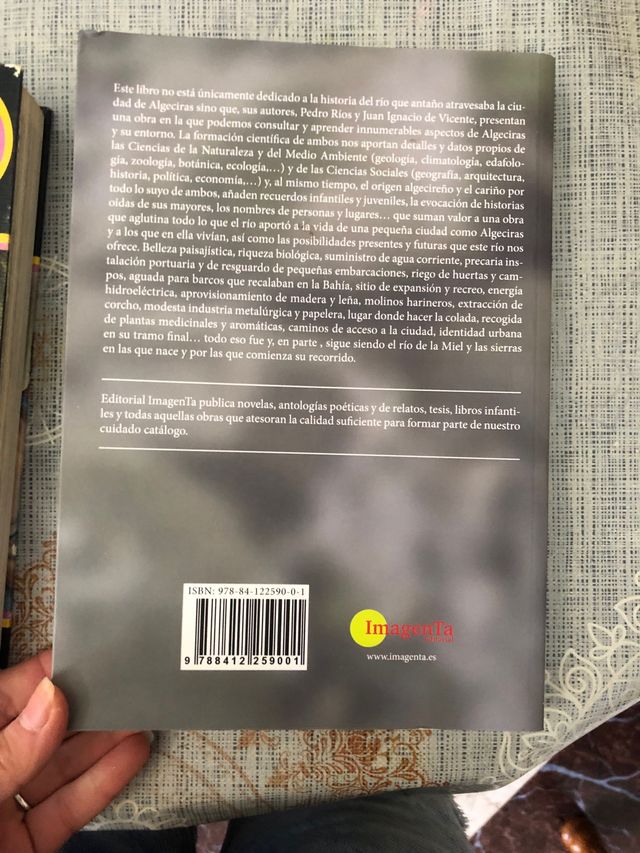 Este libro no está únicamente dedicado a la historia del río que antaño atravesaba la ciu-
dad de Algeciras sino que, sus autores, Pedro Ríos y Juan Ignacio de Vicente, presentan
una obra en la que podemos consultar y aprender innumerables aspectos de Algeciras
y su entorno. La formación científica de ambos nos aportan detalles y datos propios de
las Ciencias de la Naturaleza y del Medio Ambiente (geología, climatología, edafolo-
gía, zoología, botánica, ecología,...) y de las Ciencias Sociales (geografía, arquitectura,
historia, política, economía,...) y, al mismo tiempo, el origen algecireño y el cariño por
todo lo suyo de ambos, añaden recuerdos infantiles y juveniles, la evocación de historias
oídas de sus mayores, los nombres de personas y lugares... que suman valor a una obra
que aglutina todo lo que el río aportó a la vida de una pequeña ciudad como Algeciras
y a los que en ella vivían, así como las posibilidades presentes y futuras que este río nos
ofrece. Belleza paisajística, riqueza biológica, suministro de agua corriente, precaria ins-
talación portuaria y de resguardo de pequeñas embarcaciones, riego de huertas y cam-
pos, aguada para barcos que recalaban en la Bahía, sitio de expansión y recreo, energía
hidroeléctrica, aprovisionamiento de madera y leña, molinos harineros, extracción de
corcho, modesta industria metalúrgica y papelera, lugar donde hacer la colada, recogida
de plantas medicinales y aromáticas, caminos de acceso a la ciudad, identidad urbana
en su tramo final... todo eso fue y, en parte , sigue siendo el río de la Miel y las sierras
en las que nace y por las que comienza su recorrido.
Editorial ImagenTa publica novelas, antologías poéticas y de relatos, tesis, libros infanti-
les y todas aquellas obras que atesoran la calidad suficiente para formar parte de nuestro
cuidado catálogo.
ISBN: 978-84-122590-0-1
9 788412 259001
ImagenTa
editorial
www.imagenta.es